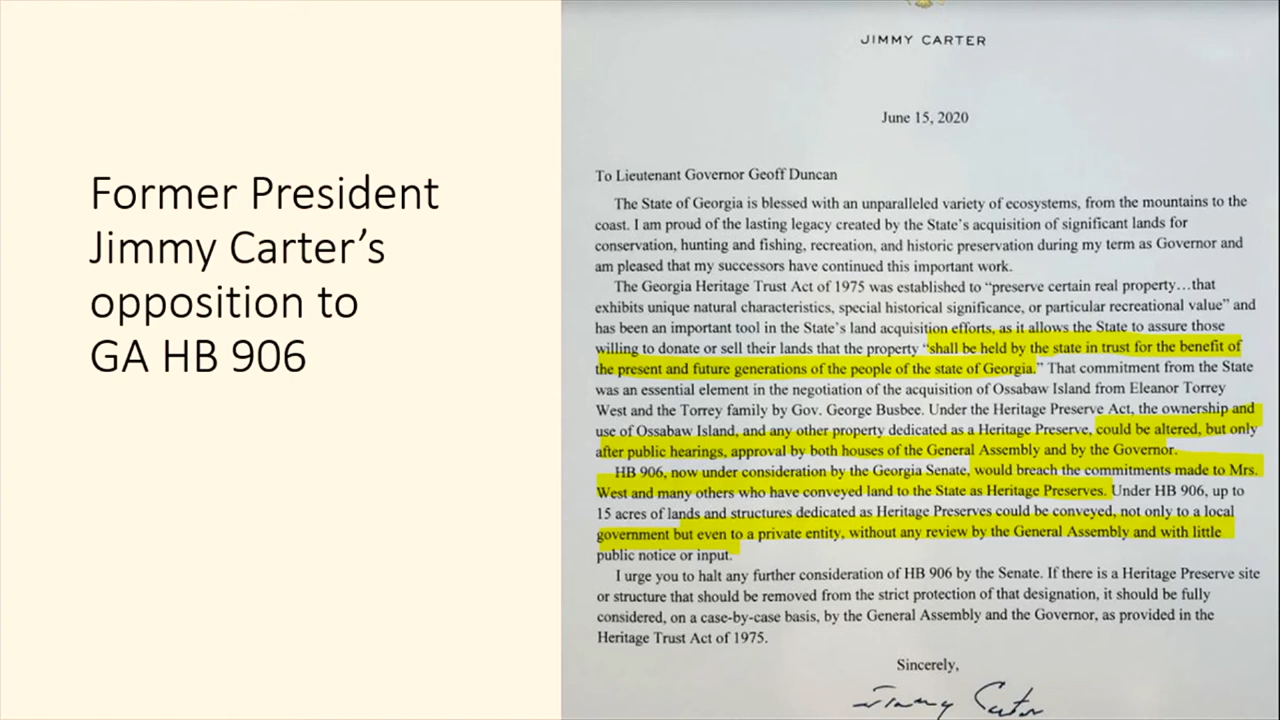 Former President
Jimmy Carter’s
opposition to
GA HB 906
JIMMY CARTER
June 15, 2020
To Lieutenant Governor Geoff Duncan
The State of Georgia is blessed with an unparalleled variety of ecosystems, from the mountains to the
coast. I am proud of the lasting legacy created by the State’s acquisition of significant lands for
conservation, hunting and fishing, recreation, and historic preservation during my term as Governor and
am pleased that my successors have continued this important work.
The Georgia Heritage Trust Act of 1975 was established to “preserve certain real property…that
exhibits unique natural characteristics, special historical significance, or particular recreational value” and
has been an important tool in the State’s land acquisition efforts, as it allows the State to assure those
willing to donate or sell their lands that the property “shall be held by the state in trust for the benefit of
the present and future generations of the people of the state of Georgia.” That commitment from the State
was an essential element in the negotiation of the acquisition of Ossabaw Island from Eleanor Torrey
West and the Torrey family by Gov. George Busbee. Under the Heritage Preserve Act, the ownership and
use of Ossabaw Island, and any other property dedicated as a Heritage Preserve, could be altered, but only
after public hearings, approval by both houses of the General Assembly and by the Governor.
HB 906, now under consideration by the Georgia Senate, would breach the commitments made to Mrs.
West and many others who have conveyed land to the State as Heritage Preserves. Under HB 906, up to
15 acres of lands and structures dedicated as Heritage Preserves could be conveyed, not only to a local
government but even to a private entity, without any review by the General Assembly and with little
public notice or input.
I urge you to halt any further consideration of HB 906 by the Senate. If there is a Heritage Preserve site
or structure that should be removed from the strict protection of that designation, it should be fully
considered, on a case-by-case basis, by the General Assembly and the Governor, as provided in the
Heritage Trust Act of 1975.
Sincerely,
Jimmy Carter